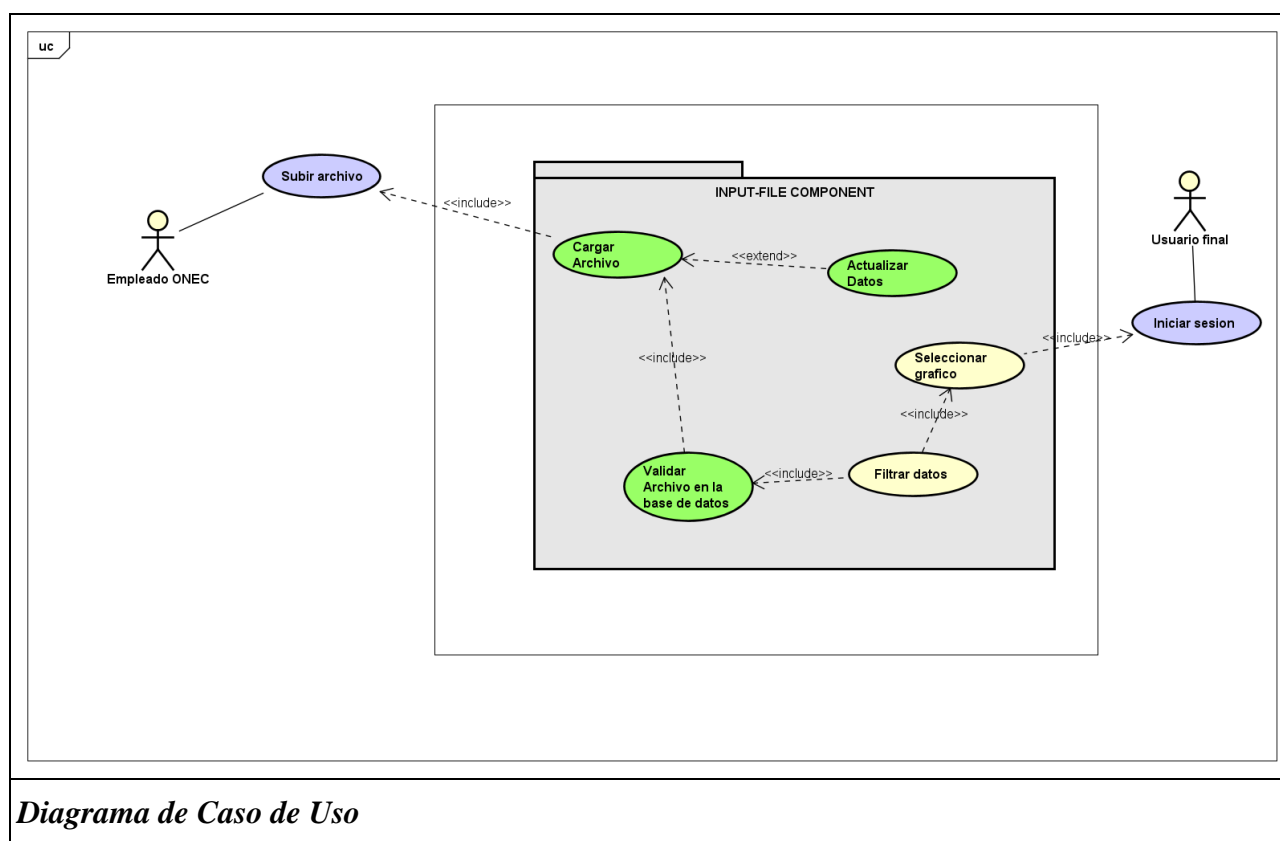 uc
Subir archivo
<<include>>
Empleado ONEC
INPUT-FILE COMPONENT
Cargar
Archivo
<<extend>>
Actualizar
Datos
Usuario final
Iniciar sesion
<<include>>
Seleccionar
grafico
<<include>>
<<include>>
Validar
Archivo en la
base de datos
<<include>>
Filtrar datos
Diagrama de Caso de Uso